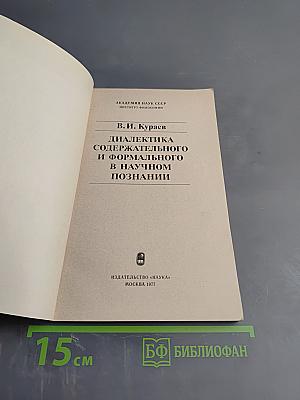 АКАДЕМИЯ НАУК СССР
ИНСТИТУТ ФИЛОСОФИИ
В. И. Кураев
ДИАЛЕКТИКА
СОДЕРЖАТЕЛЬНОГО
И ФОРМАЛЬНОГО
В НАУЧНОМ
ПОЗНАНИИ
ИЗДАТЕЛЬСТВО «НАУКА»
МОСКВА 1977
15 см
БФ БИБЛИОФАН